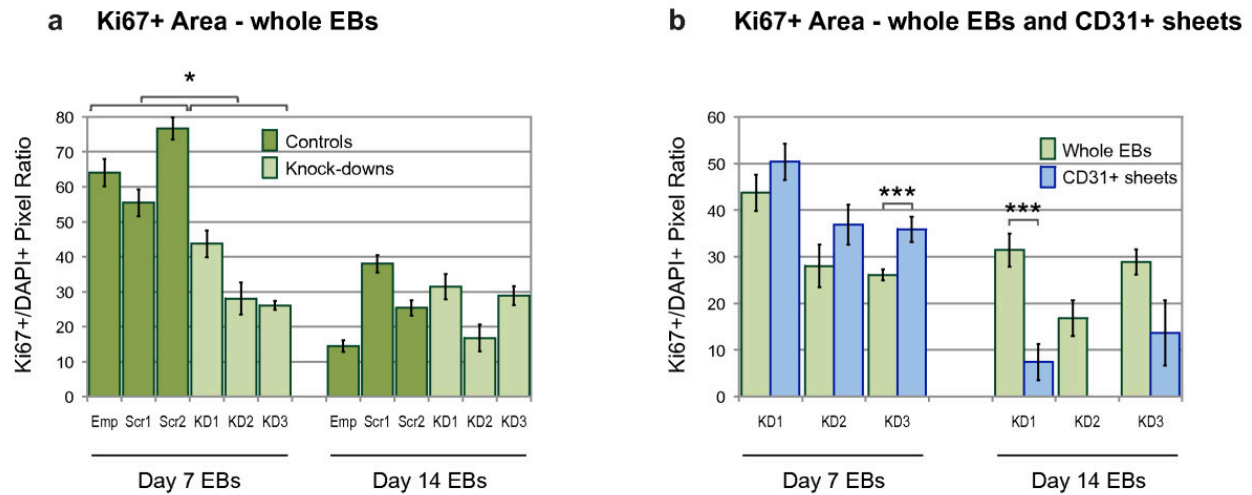 a Ki67+ Area - whole EBs
*
Ki67+/DAPI+ Pixel Ratio
80
70
60
50
40
30
20
10
0
Controls
Knock-downs
Emp Scr1 Scr2 KD1 KD2 KD3 Emp Scr1 Scr2 KD1 KD2 KD3
Day 7 EBs Day 14 EBs
b Ki67+ Area - whole EBs and CD31+ sheets
Ki67+/DAPI+ Pixel Ratio
60
50
40
30
20
10
0
Whole EBs
CD31+ sheets
*** ***
KD1 KD2 KD3 KD1 KD2 KD3
Day 7 EBs Day 14 EBs